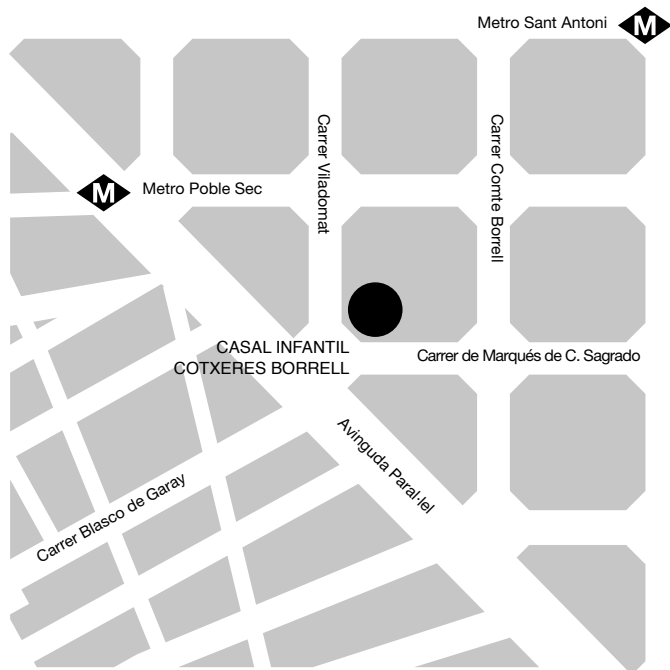 Metro Sant Antoni M
Carrer Viladomat
Carrer Comte Borrell
M Metro Poble Sec
CASAL INFANTIL
COTXERES BORRELL
Carrer de Marqués de C. Sagrado
Avinguda Paral·lel
Carrer Blasco de Garay